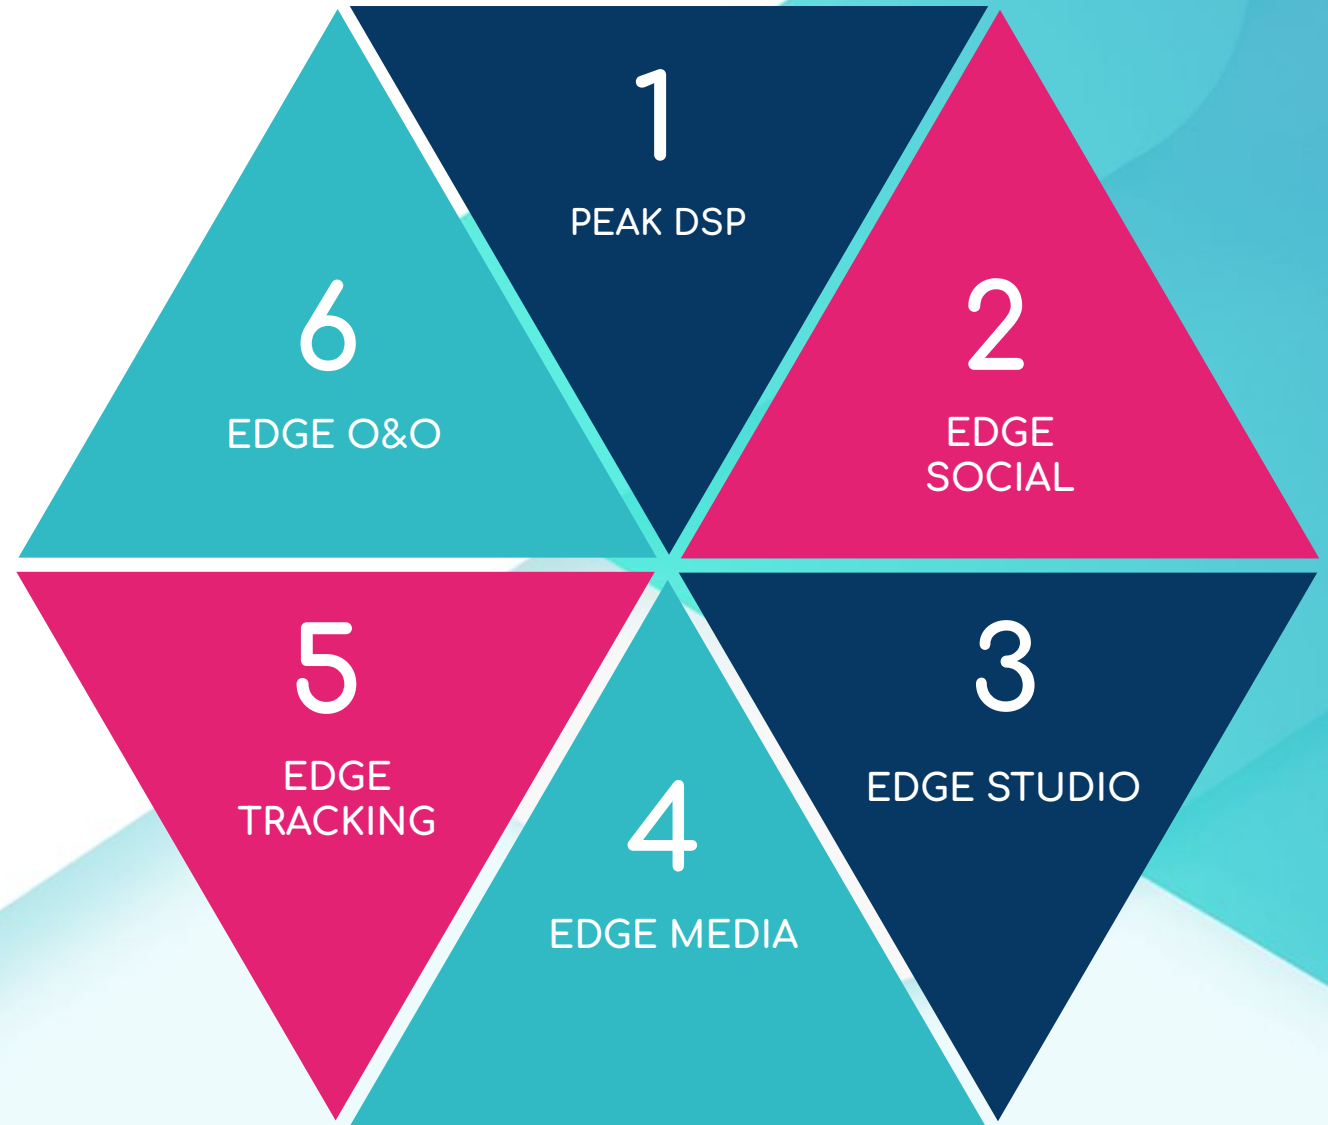 1
PEAK DSP
2
EDGE
SOCIAL
3
EDGE STUDIO
4
EDGE MEDIA
5
EDGE
TRACKING
6
EDGE O&O